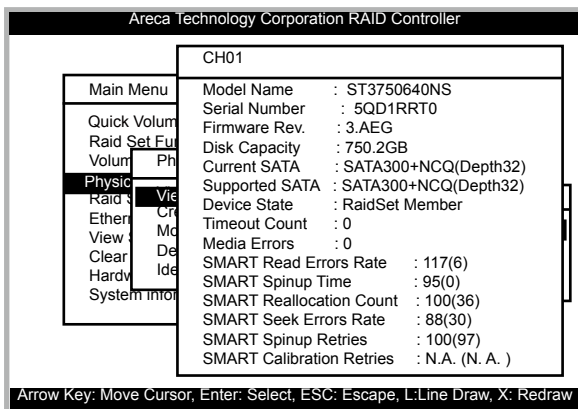 Areca Technology Corporation RAID Controller
CH01
Model Name : ST3750640NS
Serial Number : 5QD1RRT0
Firmware Rev. : 3.AEG
Disk Capacity : 750.2GB
Current SATA : SATA300+NCQ(Depth32)
Supported SATA : SATA300+NCQ(Depth32)
Device State : RaidSet Member
Timeout Count : 0
Media Errors : 0
SMART Read Errors Rate : 117(6)
SMART Spinup Time : 95(0)
SMART Reallocation Count : 100(36)
SMART Seek Errors Rate : 88(30)
SMART Spinup Retries : 100(97)
SMART Calibration Retries : N.A. (N. A. )
Main Menu
Quick Volum
Raid Set Fu
Volum
Physic
Raid
Ether
View
Clear
Hardw
System Infor
Ph
Vie
Cre
Mo
De
Ide
Arrow Key: Move Cursor, Enter: Select, ESC: Escape, L:Line Draw, X: Redraw